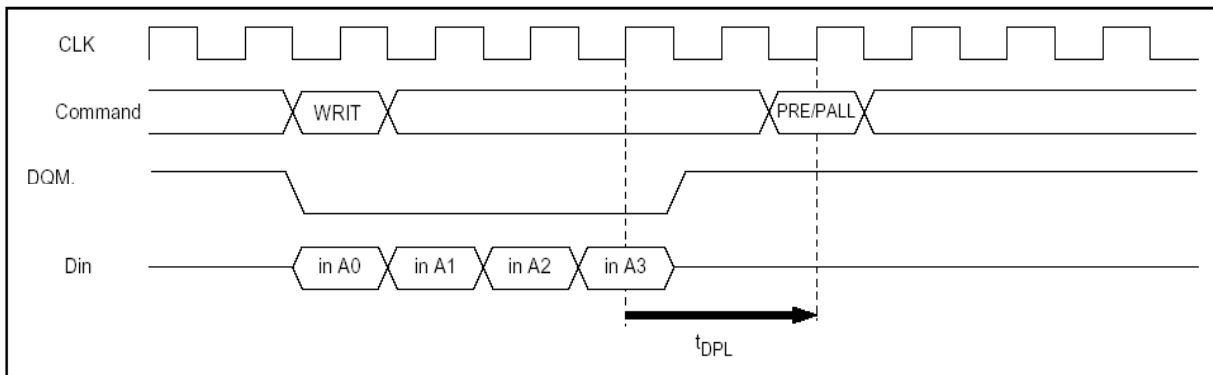 CLK
Command WRIT PRE/PALL
DQM.
Din in A0 in A1 in A2 in A3
tDPL